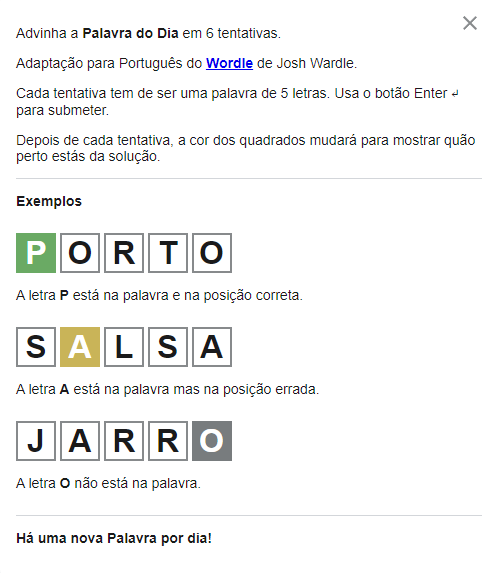 Advinha a Palavra do Dia em 6 tentativas.
Adaptação para Português do Wordle de Josh Wardle.
Cada tentativa tem de ser uma palavra de 5 letras. Usa o botão Enter ↵
para submeter.
Depois de cada tentativa, a cor dos quadrados mudará para mostrar quão
perto estás da solução.
Exemplos
PORTO
A letra P está na palavra e na posição correta.
SALSA
A letra A está na palavra mas na posição errada.
JARRO
A letra O não está na palavra.
Há uma nova Palavra por dia!